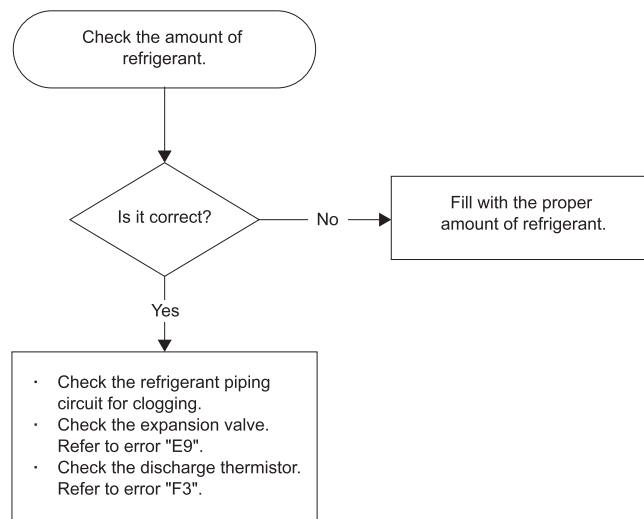 Check the amount of
refrigerant.
Is it correct?
No
Fill with the proper
amount of refrigerant.
Yes
· Check the refrigerant piping
circuit for clogging.
· Check the expansion valve.
Refer to error "E9".
· Check the discharge thermistor.
Refer to error "F3".